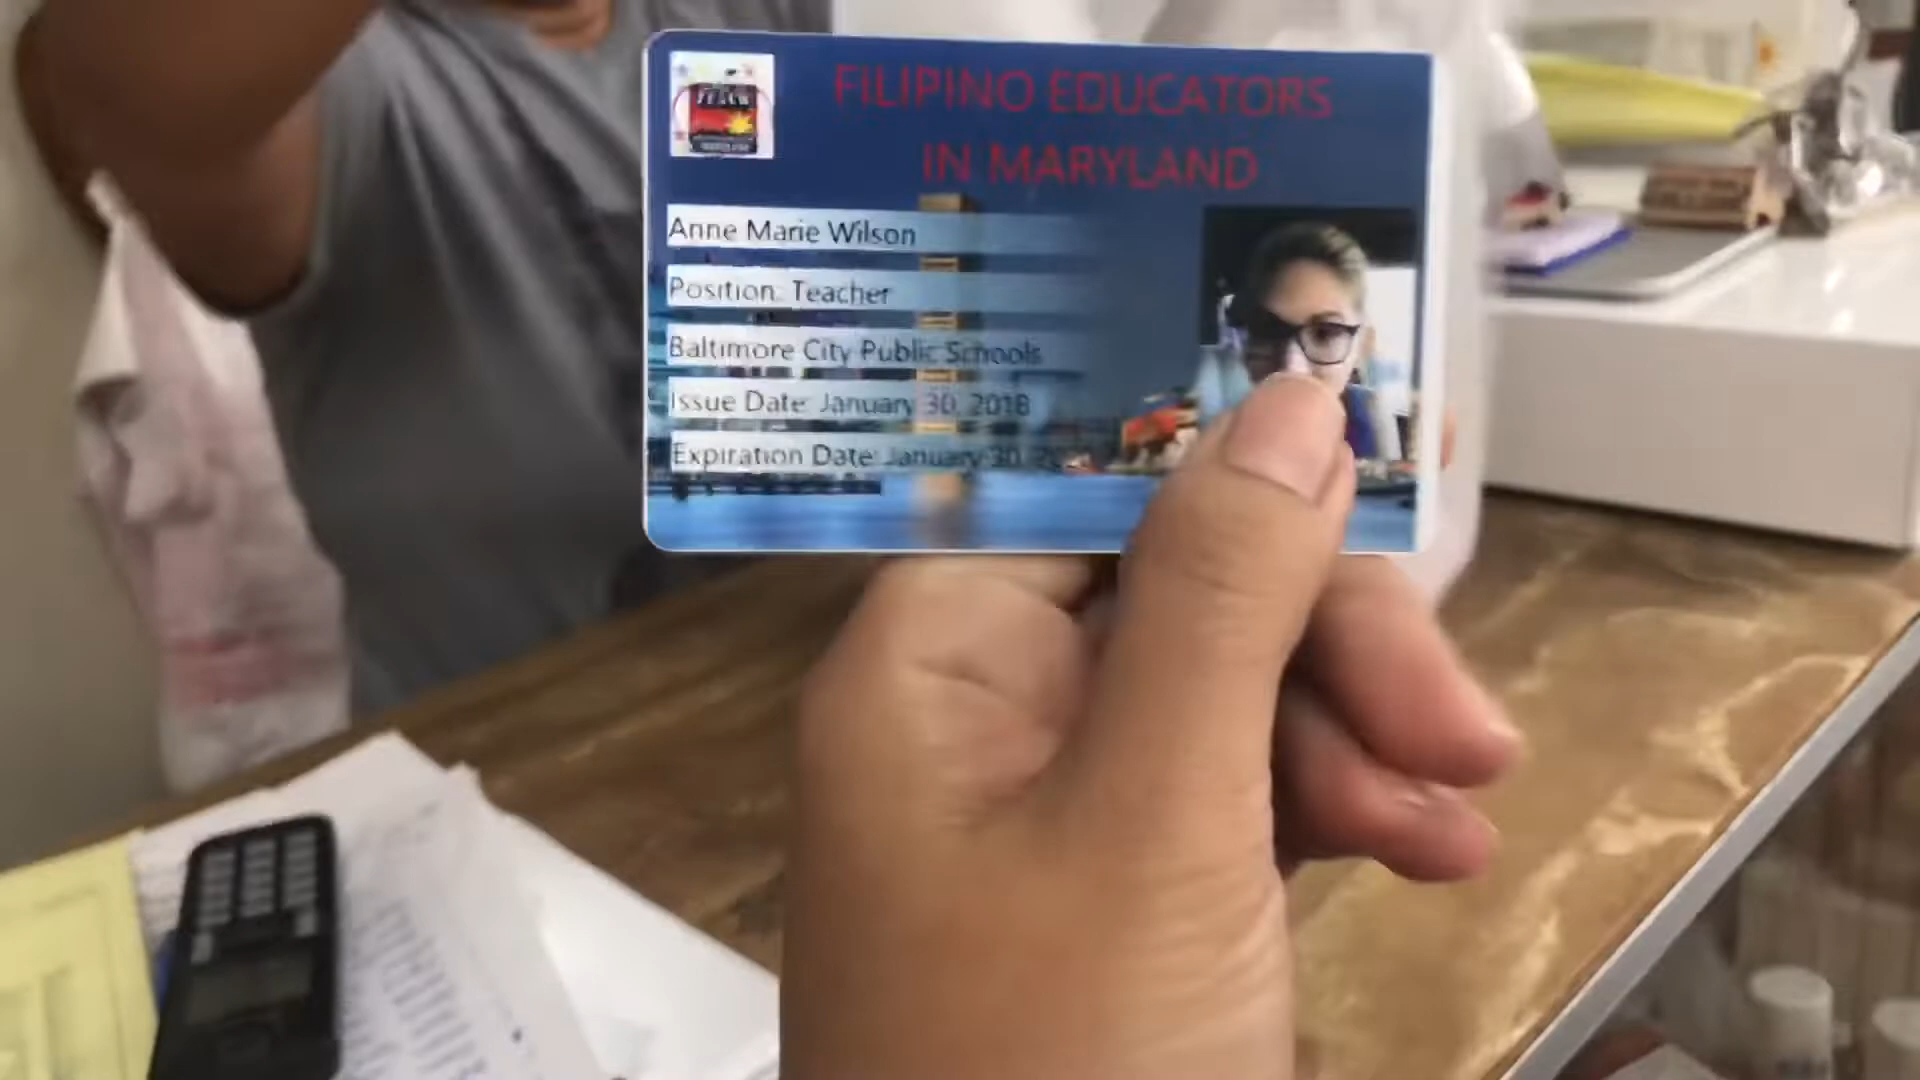 FILIPINO EDUCATORS
IN MARYLAND
Anne Marie Wilson
Position: Teacher
Baltimore City Public Schools
Issue Date: January 30, 2018
Expiration Date: January 30,